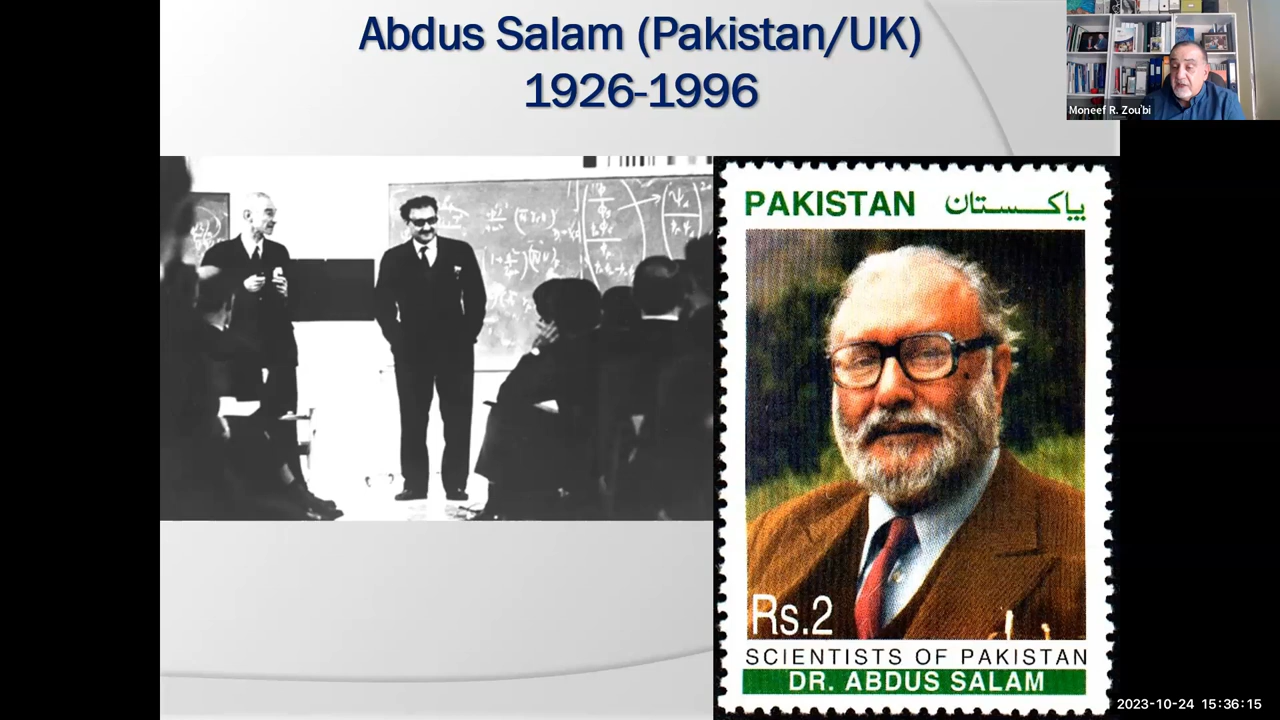 Abdus Salam (Pakistan/UK)
1926-1996
Moneef R. Zou'bi
PAKISTAN پاکستان
Rs.2
SCIENTISTS OF PAKISTAN
DR. ABDUS SALAM
2023-10-24 15:36:15